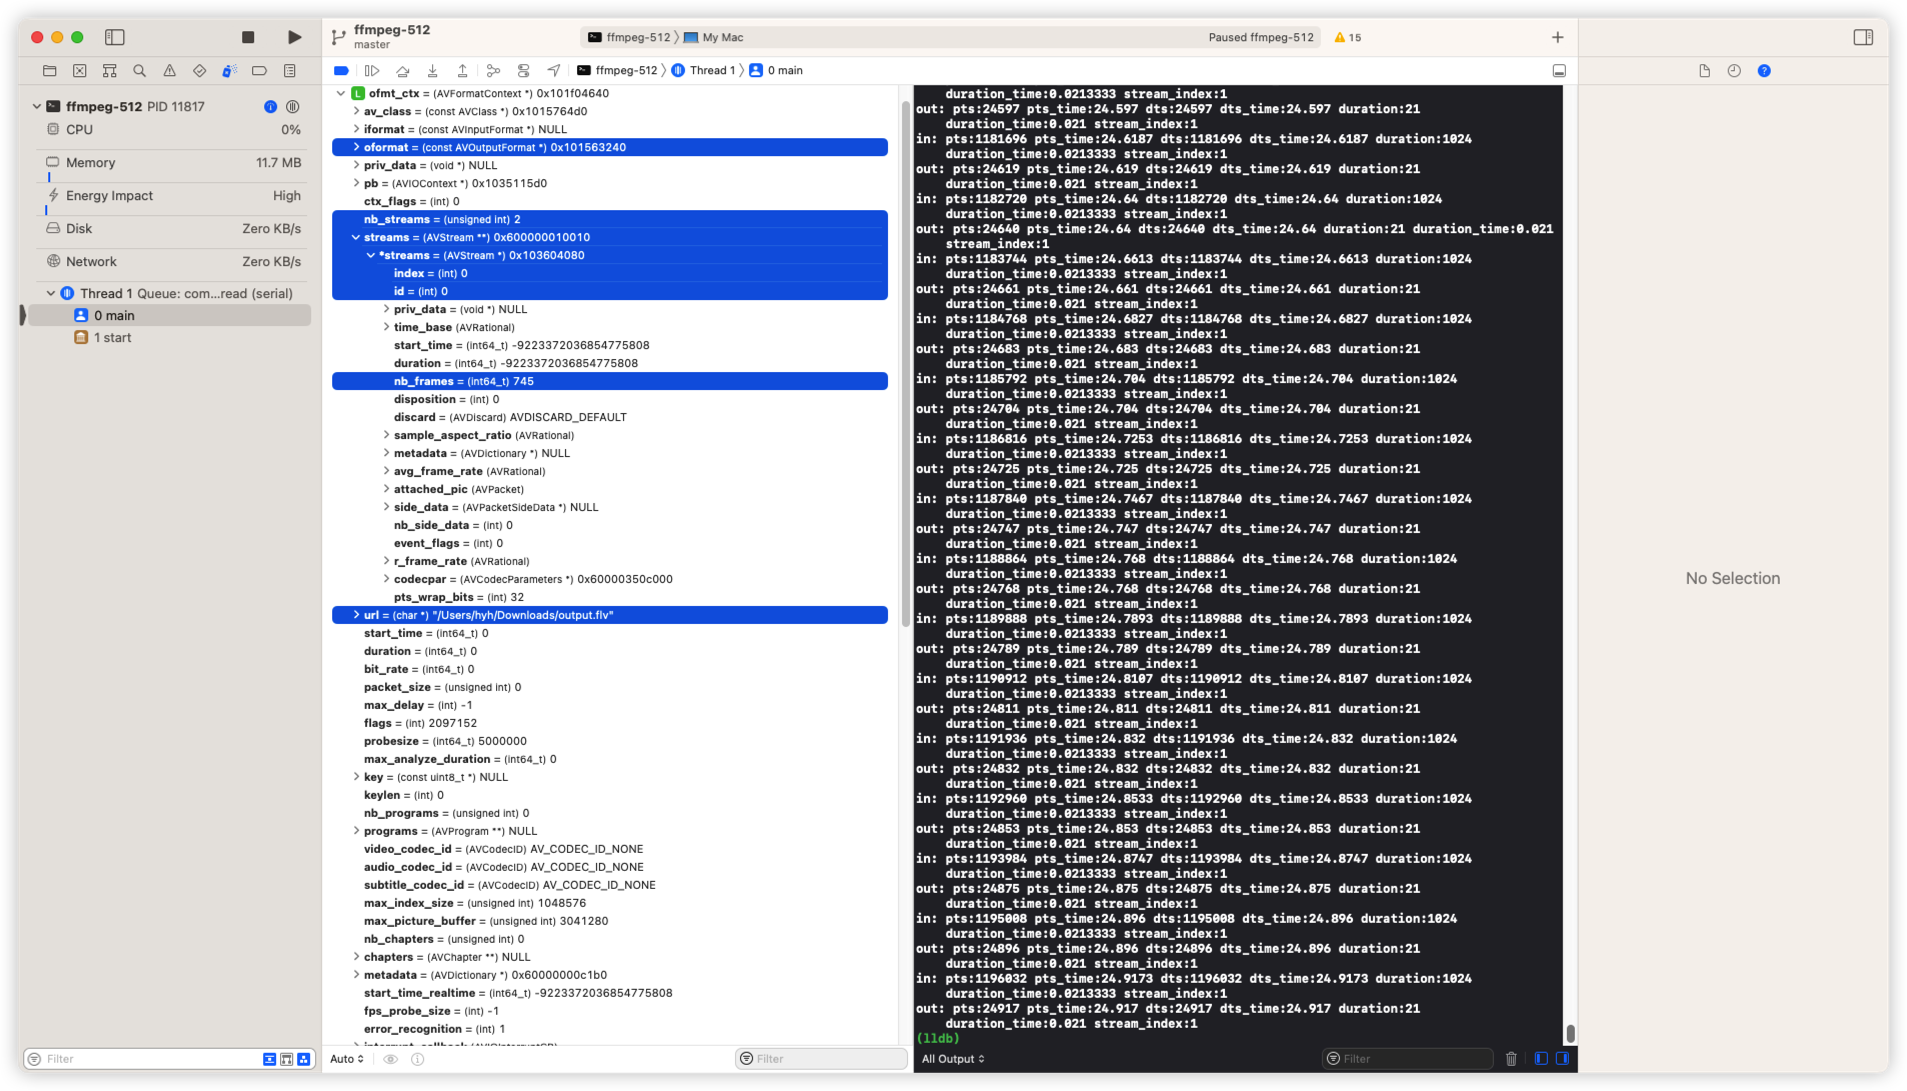 ffmpeg-512
master
ffmpeg-512 My Mac
Paused ffmpeg-512
15
ffmpeg-512 PID 11817
CPU 0%
Memory 11.7 MB
Energy Impact High
Disk Zero KB/s
Network Zero KB/s
Thread 1 Queue: com...read (serial)
0 main
1 start
Filter
ffmpeg-512 Thread 1 0 main
L ofmt_ctx = (AVFormatContext *) 0x101f04640
av_class = (const AVClass *) 0x1015764d0
iformat = (const AVInputFormat *) NULL
oformat = (const AVOutputFormat *) 0x101563240
priv_data = (void *) NULL
pb = (AVIOContext *) 0x1035115d0
ctx_flags = (int) 0
nb_streams = (unsigned int) 2
streams = (AVStream **) 0x600000010010
*streams = (AVStream *) 0x103604080
index = (int) 0
id = (int) 0
priv_data = (void *) NULL
time_base (AVRational)
start_time = (int64_t) -9223372036854775808
duration = (int64_t) -9223372036854775808
nb_frames = (int64_t) 745
disposition = (int) 0
discard = (AVDiscard) AVDISCARD_DEFAULT
sample_aspect_ratio (AVRational)
metadata = (AVDictionary *) NULL
avg_frame_rate (AVRational)
attached_pic (AVPacket)
side_data = (AVPacketSideData *) NULL
nb_side_data = (int) 0
event_flags = (int) 0
r_frame_rate (AVRational)
codecpar = (AVCodecParameters *) 0x60000350c000
pts_wrap_bits = (int) 32
url = (char *) "/Users/hyh/Downloads/output.flv"
start_time = (int64_t) 0
duration = (int64_t) 0
bit_rate = (int64_t) 0
packet_size = (unsigned int) 0
max_delay = (int) -1
flags = (int) 2097152
probesize = (int64_t) 5000000
max_analyze_duration = (int64_t) 0
key = (const uint8_t *) NULL
keylen = (int) 0
nb_programs = (unsigned int) 0
programs = (AVProgram **) NULL
video_codec_id = (AVCodecID) AV_CODEC_ID_NONE
audio_codec_id = (AVCodecID) AV_CODEC_ID_NONE
subtitle_codec_id = (AVCodecID) AV_CODEC_ID_NONE
max_index_size = (unsigned int) 1048576
max_picture_buffer = (unsigned int) 3041280
nb_chapters = (unsigned int) 0
chapters = (AVChapter **) NULL
metadata = (AVDictionary *) 0x60000000c1b0
start_time_realtime = (int64_t) -9223372036854775808
fps_probe_size = (int) -1
error_recognition = (int) 1
Auto
Filter
duration_time:0.0213333 stream_index:1
out: pts:24597 pts_time:24.597 dts:24597 dts_time:24.597 duration:21
duration_time:0.021 stream_index:1
in: pts:1181696 pts_time:24.6187 dts:1181696 dts_time:24.6187 duration:1024
duration_time:0.0213333 stream_index:1
out: pts:24619 pts_time:24.619 dts:24619 dts_time:24.619 duration:21
duration_time:0.021 stream_index:1
in: pts:1182720 pts_time:24.64 dts:1182720 dts_time:24.64 duration:1024
duration_time:0.0213333 stream_index:1
out: pts:24640 pts_time:24.64 dts:24640 dts_time:24.64 duration:21 duration_time:0.021
stream_index:1
in: pts:1183744 pts_time:24.6613 dts:1183744 dts_time:24.6613 duration:1024
duration_time:0.0213333 stream_index:1
out: pts:24661 pts_time:24.661 dts:24661 dts_time:24.661 duration:21
duration_time:0.021 stream_index:1
in: pts:1184768 pts_time:24.6827 dts:1184768 dts_time:24.6827 duration:1024
duration_time:0.0213333 stream_index:1
out: pts:24683 pts_time:24.683 dts:24683 dts_time:24.683 duration:21
duration_time:0.021 stream_index:1
in: pts:1185792 pts_time:24.704 dts:1185792 dts_time:24.704 duration:1024
duration_time:0.0213333 stream_index:1
out: pts:24704 pts_time:24.704 dts:24704 dts_time:24.704 duration:21
duration_time:0.021 stream_index:1
in: pts:1186816 pts_time:24.7253 dts:1186816 dts_time:24.7253 duration:1024
duration_time:0.0213333 stream_index:1
out: pts:24725 pts_time:24.725 dts:24725 dts_time:24.725 duration:21
duration_time:0.021 stream_index:1
in: pts:1187840 pts_time:24.7467 dts:1187840 dts_time:24.7467 duration:1024
duration_time:0.0213333 stream_index:1
out: pts:24747 pts_time:24.747 dts:24747 dts_time:24.747 duration:21
duration_time:0.021 stream_index:1
in: pts:1188864 pts_time:24.768 dts:1188864 dts_time:24.768 duration:1024
duration_time:0.0213333 stream_index:1
out: pts:24768 pts_time:24.768 dts:24768 dts_time:24.768 duration:21
duration_time:0.021 stream_index:1
in: pts:1189888 pts_time:24.7893 dts:1189888 dts_time:24.7893 duration:1024
duration_time:0.0213333 stream_index:1
out: pts:24789 pts_time:24.789 dts:24789 dts_time:24.789 duration:21
duration_time:0.021 stream_index:1
in: pts:1190912 pts_time:24.8107 dts:1190912 dts_time:24.8107 duration:1024
duration_time:0.0213333 stream_index:1
out: pts:24811 pts_time:24.811 dts:24811 dts_time:24.811 duration:21
duration_time:0.021 stream_index:1
in: pts:1191936 pts_time:24.832 dts:1191936 dts_time:24.832 duration:1024
duration_time:0.0213333 stream_index:1
out: pts:24832 pts_time:24.832 dts:24832 dts_time:24.832 duration:21
duration_time:0.021 stream_index:1
in: pts:1192960 pts_time:24.8533 dts:1192960 dts_time:24.8533 duration:1024
duration_time:0.0213333 stream_index:1
out: pts:24853 pts_time:24.853 dts:24853 dts_time:24.853 duration:21
duration_time:0.021 stream_index:1
in: pts:1193984 pts_time:24.8747 dts:1193984 dts_time:24.8747 duration:1024
duration_time:0.0213333 stream_index:1
out: pts:24875 pts_time:24.875 dts:24875 dts_time:24.875 duration:21
duration_time:0.021 stream_index:1
in: pts:1195008 pts_time:24.896 dts:1195008 dts_time:24.896 duration:1024
duration_time:0.0213333 stream_index:1
out: pts:24896 pts_time:24.896 dts:24896 dts_time:24.896 duration:21
duration_time:0.021 stream_index:1
in: pts:1196032 pts_time:24.9173 dts:1196032 dts_time:24.9173 duration:1024
duration_time:0.0213333 stream_index:1
out: pts:24917 pts_time:24.917 dts:24917 dts_time:24.917 duration:21
duration_time:0.021 stream_index:1
(lldb)
All Output
Filter
No Selection